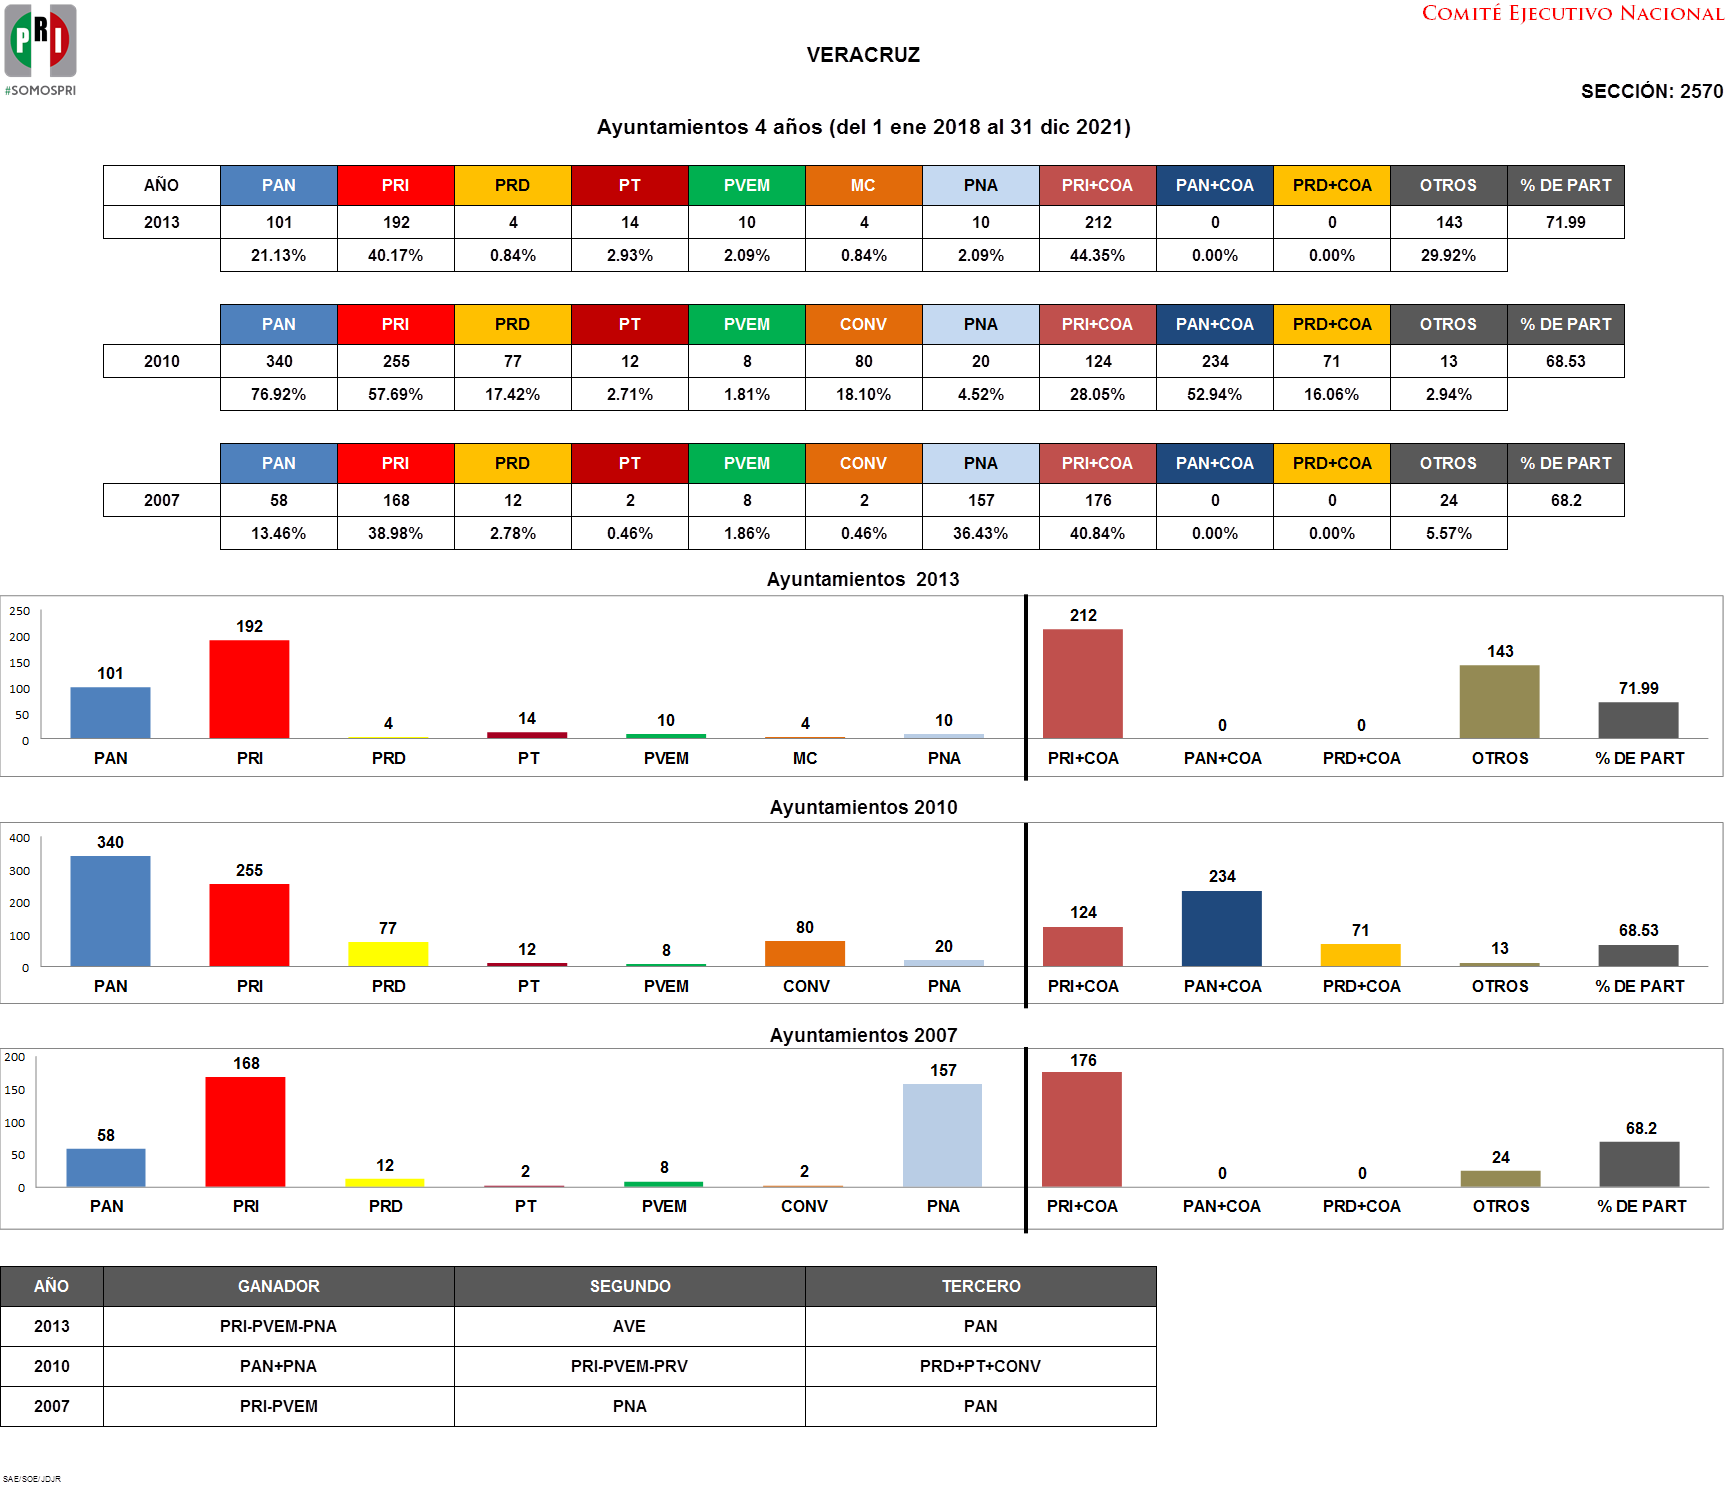 PRI
#SOMOSPRI
COMITÉ EJECUTIVO NACIONAL
VERACRUZ
SECCIÓN: 2570
Ayuntamientos 4 años (del 1 ene 2018 al 31 dic 2021)
AÑO PAN PRI PRD PT PVEM MC PNA PRI+COA PAN+COA PRD+COA OTROS % DE PART
2013 101 192 4 14 10 4 10 212 0 0 143 71.99
21.13% 40.17% 0.84% 2.93% 2.09% 0.84% 2.09% 44.35% 0.00% 0.00% 29.92%
PAN PRI PRD PT PVEM CONV PNA PRI+COA PAN+COA PRD+COA OTROS % DE PART
2010 340 255 77 12 8 80 20 124 234 71 13 68.53
76.92% 57.69% 17.42% 2.71% 1.81% 18.10% 4.52% 28.05% 52.94% 16.06% 2.94%
PAN PRI PRD PT PVEM CONV PNA PRI+COA PAN+COA PRD+COA OTROS % DE PART
2007 58 168 12 2 8 2 157 176 0 0 24 68.2
13.46% 38.98% 2.78% 0.46% 1.86% 0.46% 36.43% 40.84% 0.00% 0.00% 5.57%
Ayuntamientos 2013
250
200
150
100
50
0
101 192 4 14 10 4 10 212 0 0 143 71.99
PAN PRI PRD PT PVEM MC PNA PRI+COA PAN+COA PRD+COA OTROS % DE PART
Ayuntamientos 2010
400
300
200
100
0
340 255 77 12 8 80 20 124 234 71 13 68.53
PAN PRI PRD PT PVEM CONV PNA PRI+COA PAN+COA PRD+COA OTROS % DE PART
Ayuntamientos 2007
200
150
100
50
0
58 168 12 2 8 2 157 176 0 0 24 68.2
PAN PRI PRD PT PVEM CONV PNA PRI+COA PAN+COA PRD+COA OTROS % DE PART
AÑO GANADOR SEGUNDO TERCERO
2013 PRI-PVEM-PNA AVE PAN
2010 PAN+PNA PRI-PVEM-PRV PRD+PT+CONV
2007 PRI-PVEM PNA PAN
SAE/SOE/JDJR